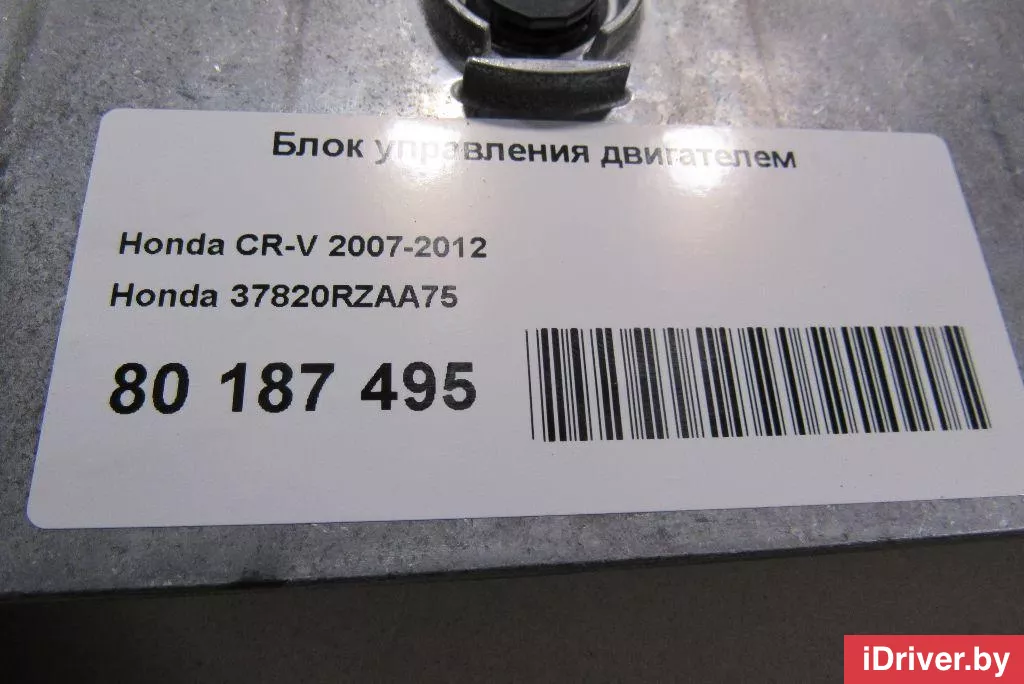 Блок управления двигателем
Honda CR-V 2007-2012
Honda 37820RZAA75
80 187 495
iDriver.by